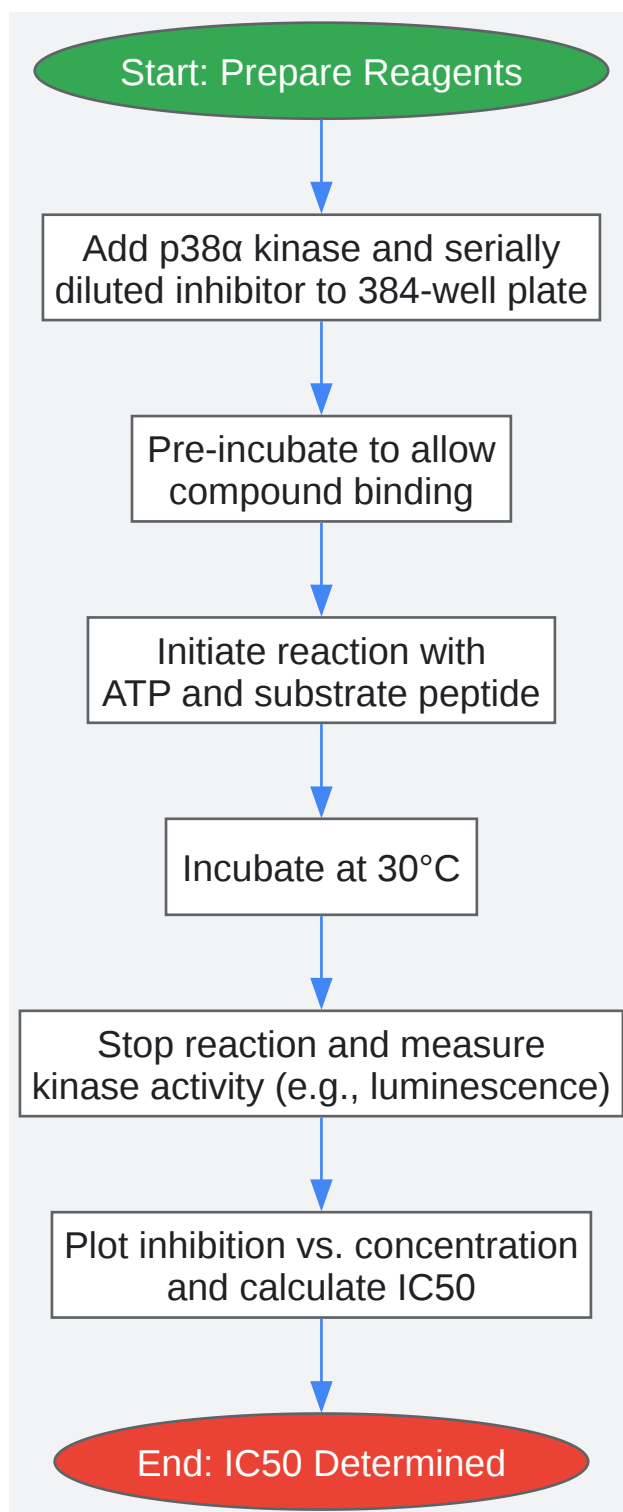 Start: Prepare Reagents
Add p38α kinase and serially
diluted inhibitor to 384-well plate
Pre-incubate to allow
compound binding
Initiate reaction with
ATP and substrate peptide
Incubate at 30°C
Stop reaction and measure
kinase activity (e.g., luminescence)
Plot inhibition vs. concentration
and calculate IC50
End: IC50 Determined